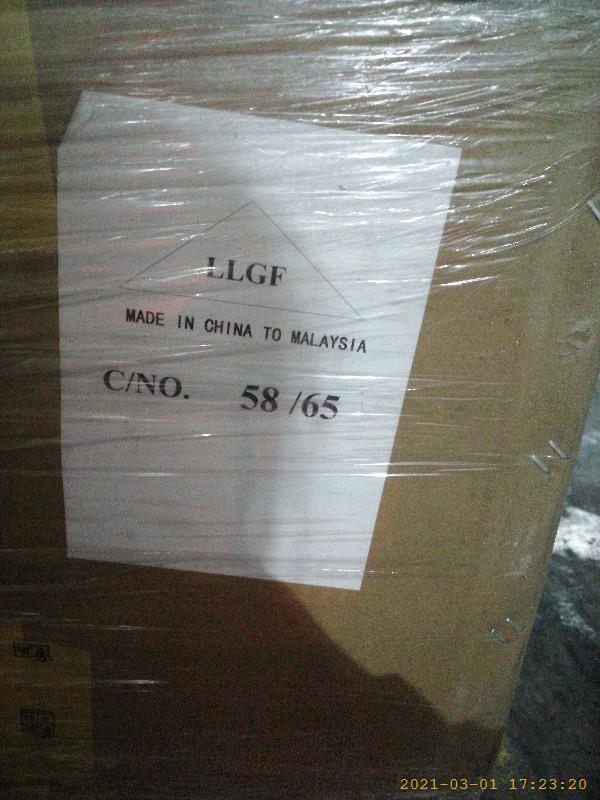 LLGF
MADE IN CHINA TO MALAYSIA
C/NO. 58 /65
2021-03-01 17:23:20